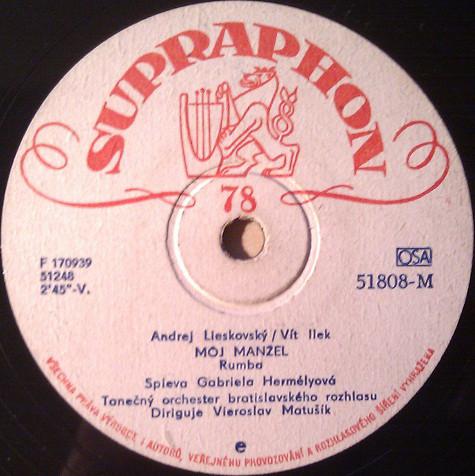 SUPRAPHON
78
F 170939
51248
2'45"-V.
OSA
51808-M
Andrej Lieskovský / Vít Ilek
MÔJ MANŽEL
Rumba
Spieva Gabriela Hermélyová
Tanečný orchester bratislavského rozhlasu
Diriguje Vieroslav Matušík
e
VŠECHNA PRÁVA VÝROBCE I AUTORŮ, VEŘEJNÉHO PROVOZOVÁNÍ A ROZHLASOVÉHO ŠÍŘENÍ VYHRAŽENA